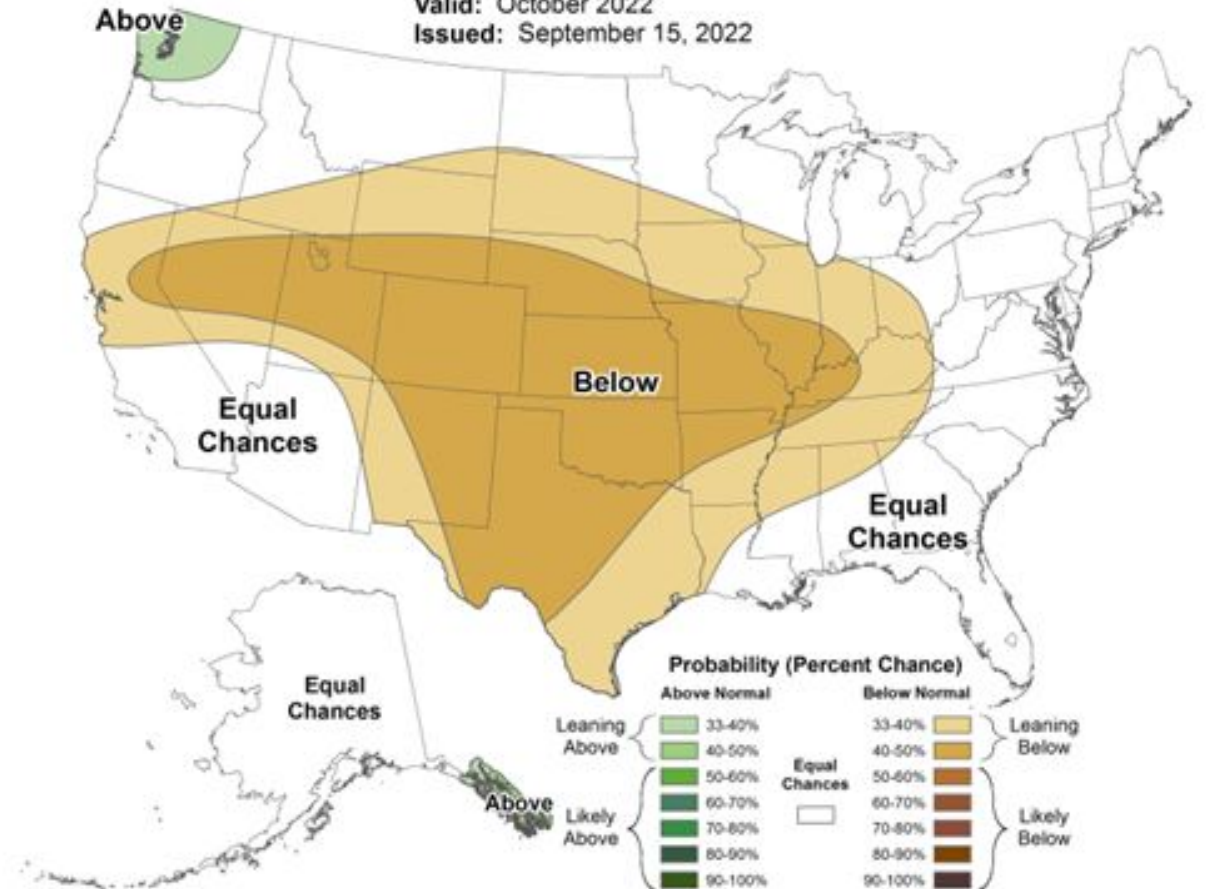 Valid: October 2022
Issued: September 15, 2022
Above
Below
Equal
Chances
Equal
Chances
Equal
Chances
Above
Probability (Percent Chance)
Above Normal
Below Normal
Leaning
Above
33-40%
40-50%
Likely
Above
50-60%
60-70%
70-80%
80-90%
90-100%
Equal
Chances
33-40%
40-50%
Leaning
Below
50-60%
60-70%
70-80%
80-90%
90-100%
Likely
Below